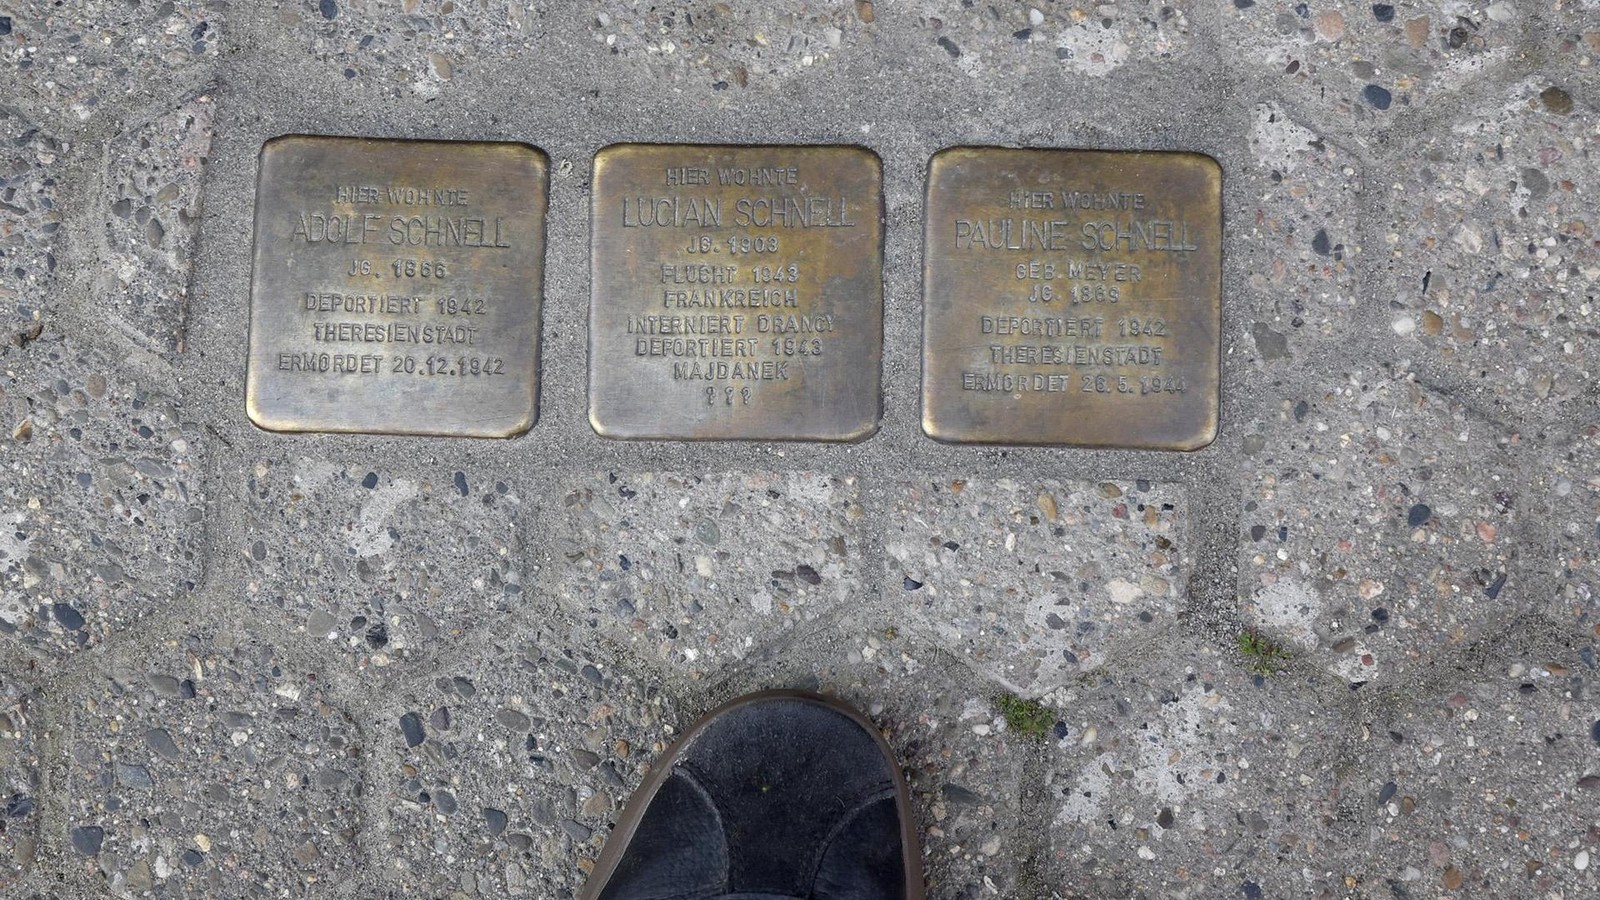 HIER WOHNTE
ADOLF SCHNELL
JG. 1866
DEPORTIERT 1942
THERESIENSTADT
ERMORDET 20.12.1942
HIER WOHNTE
LUCIAN SCHNELL
JG. 1903
FLUCHT 1943
FRANKREICH
INTERNIERT DRANCY
DEPORTIERT 1943
MAJDANEK
???
HIER WOHNTE
PAULINE SCHNELL
GEB. MEYER
JG. 1869
DEPORTIERT 1942
THERESIENSTADT
ERMORDET 26.5.1944